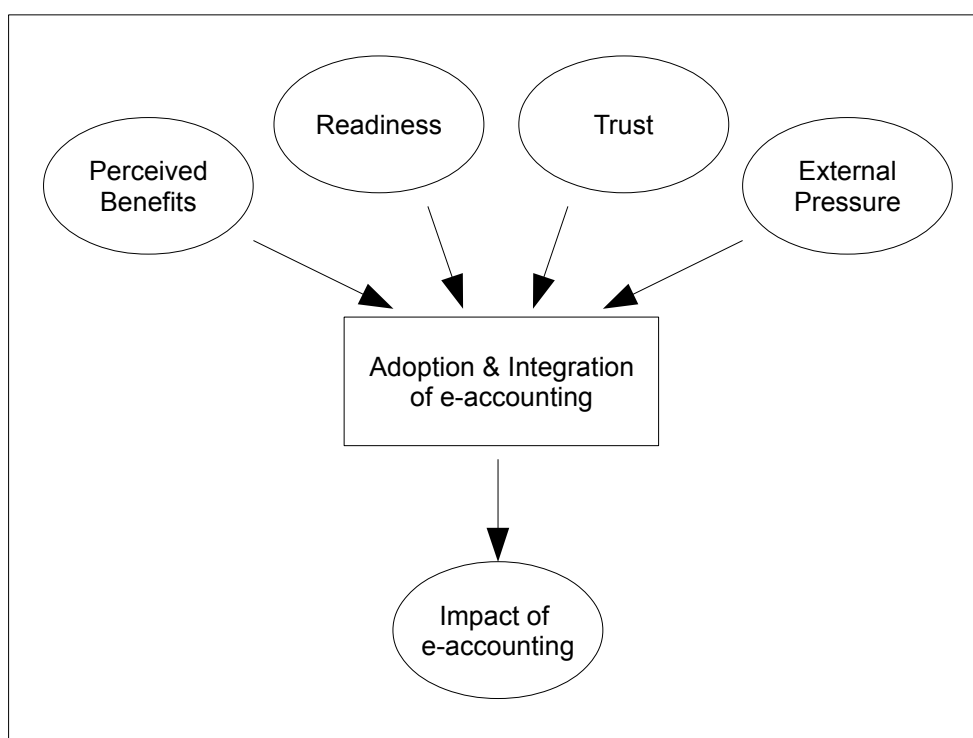 Readiness
Trust
Perceived
Benefits
External
Pressure
Adoption & Integration
of e-accounting
Impact of
e-accounting